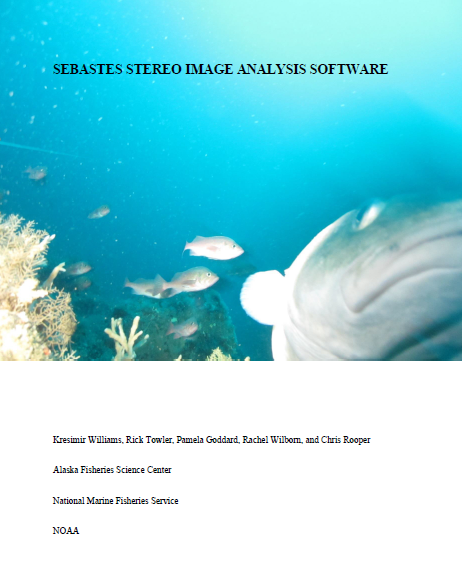 SEBASTES STEREO IMAGE ANALYSIS SOFTWARE
Kresimir Williams, Rick Towler, Pamela Goddard, Rachel Wilborn, and Chris Rooper
Alaska Fisheries Science Center
National Marine Fisheries Service
NOAA